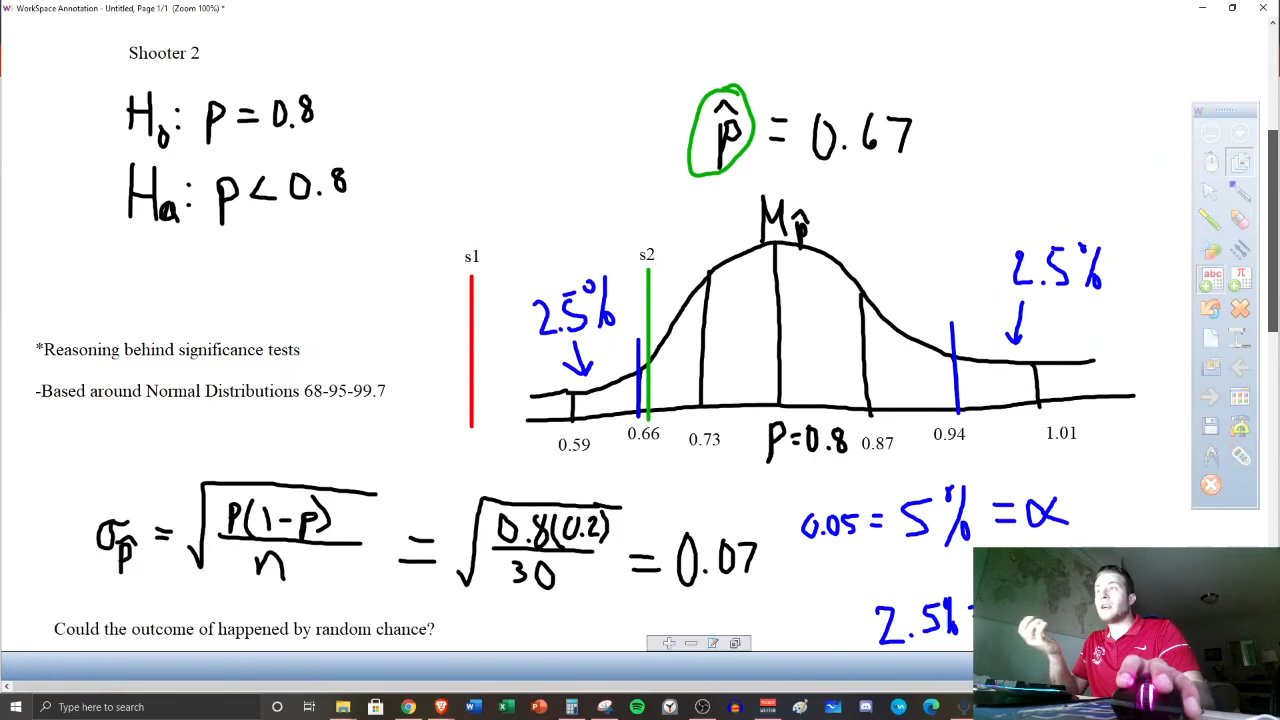 WorkSpace Annotation - Untitled, Page 1/1 (Zoom 100%) *
Shooter 2
H₀: p = 0.8
Hₐ: p < 0.8
p̂ = 0.67
M p̂
s1
s2
2.5%
2.5%
*Reasoning behind significance tests
-Based around Normal Distributions 68-95-99.7
0.59
0.66
0.73
P=0.8
0.87
0.94
1.01
σp̂ = √(P(1-p)/n) = √(0.8(0.2)/30) = 0.07
0.05 = 5% = α
2.5%
Could the outcome of happened by random chance?
abc
π
Type here to search